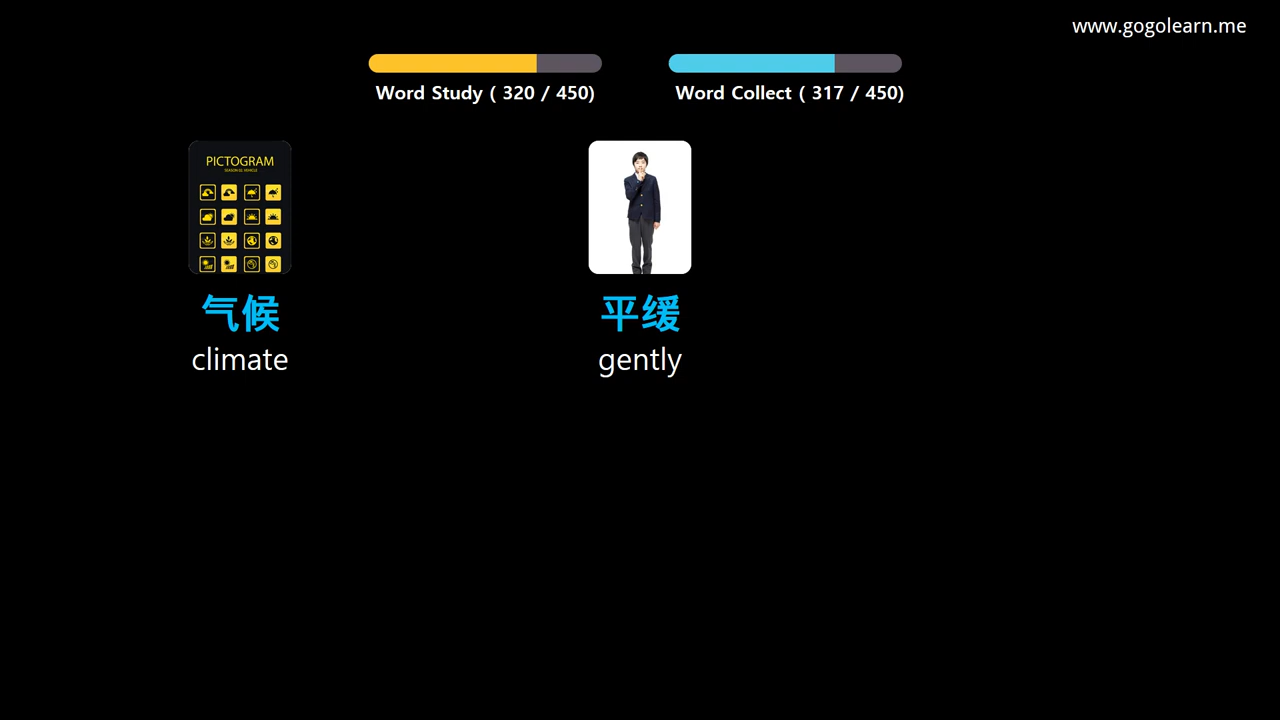 www.gogolearn.me
Word Study ( 320 / 450)
Word Collect ( 317 / 450)
PICTOGRAM
气候
climate
平缓
gently